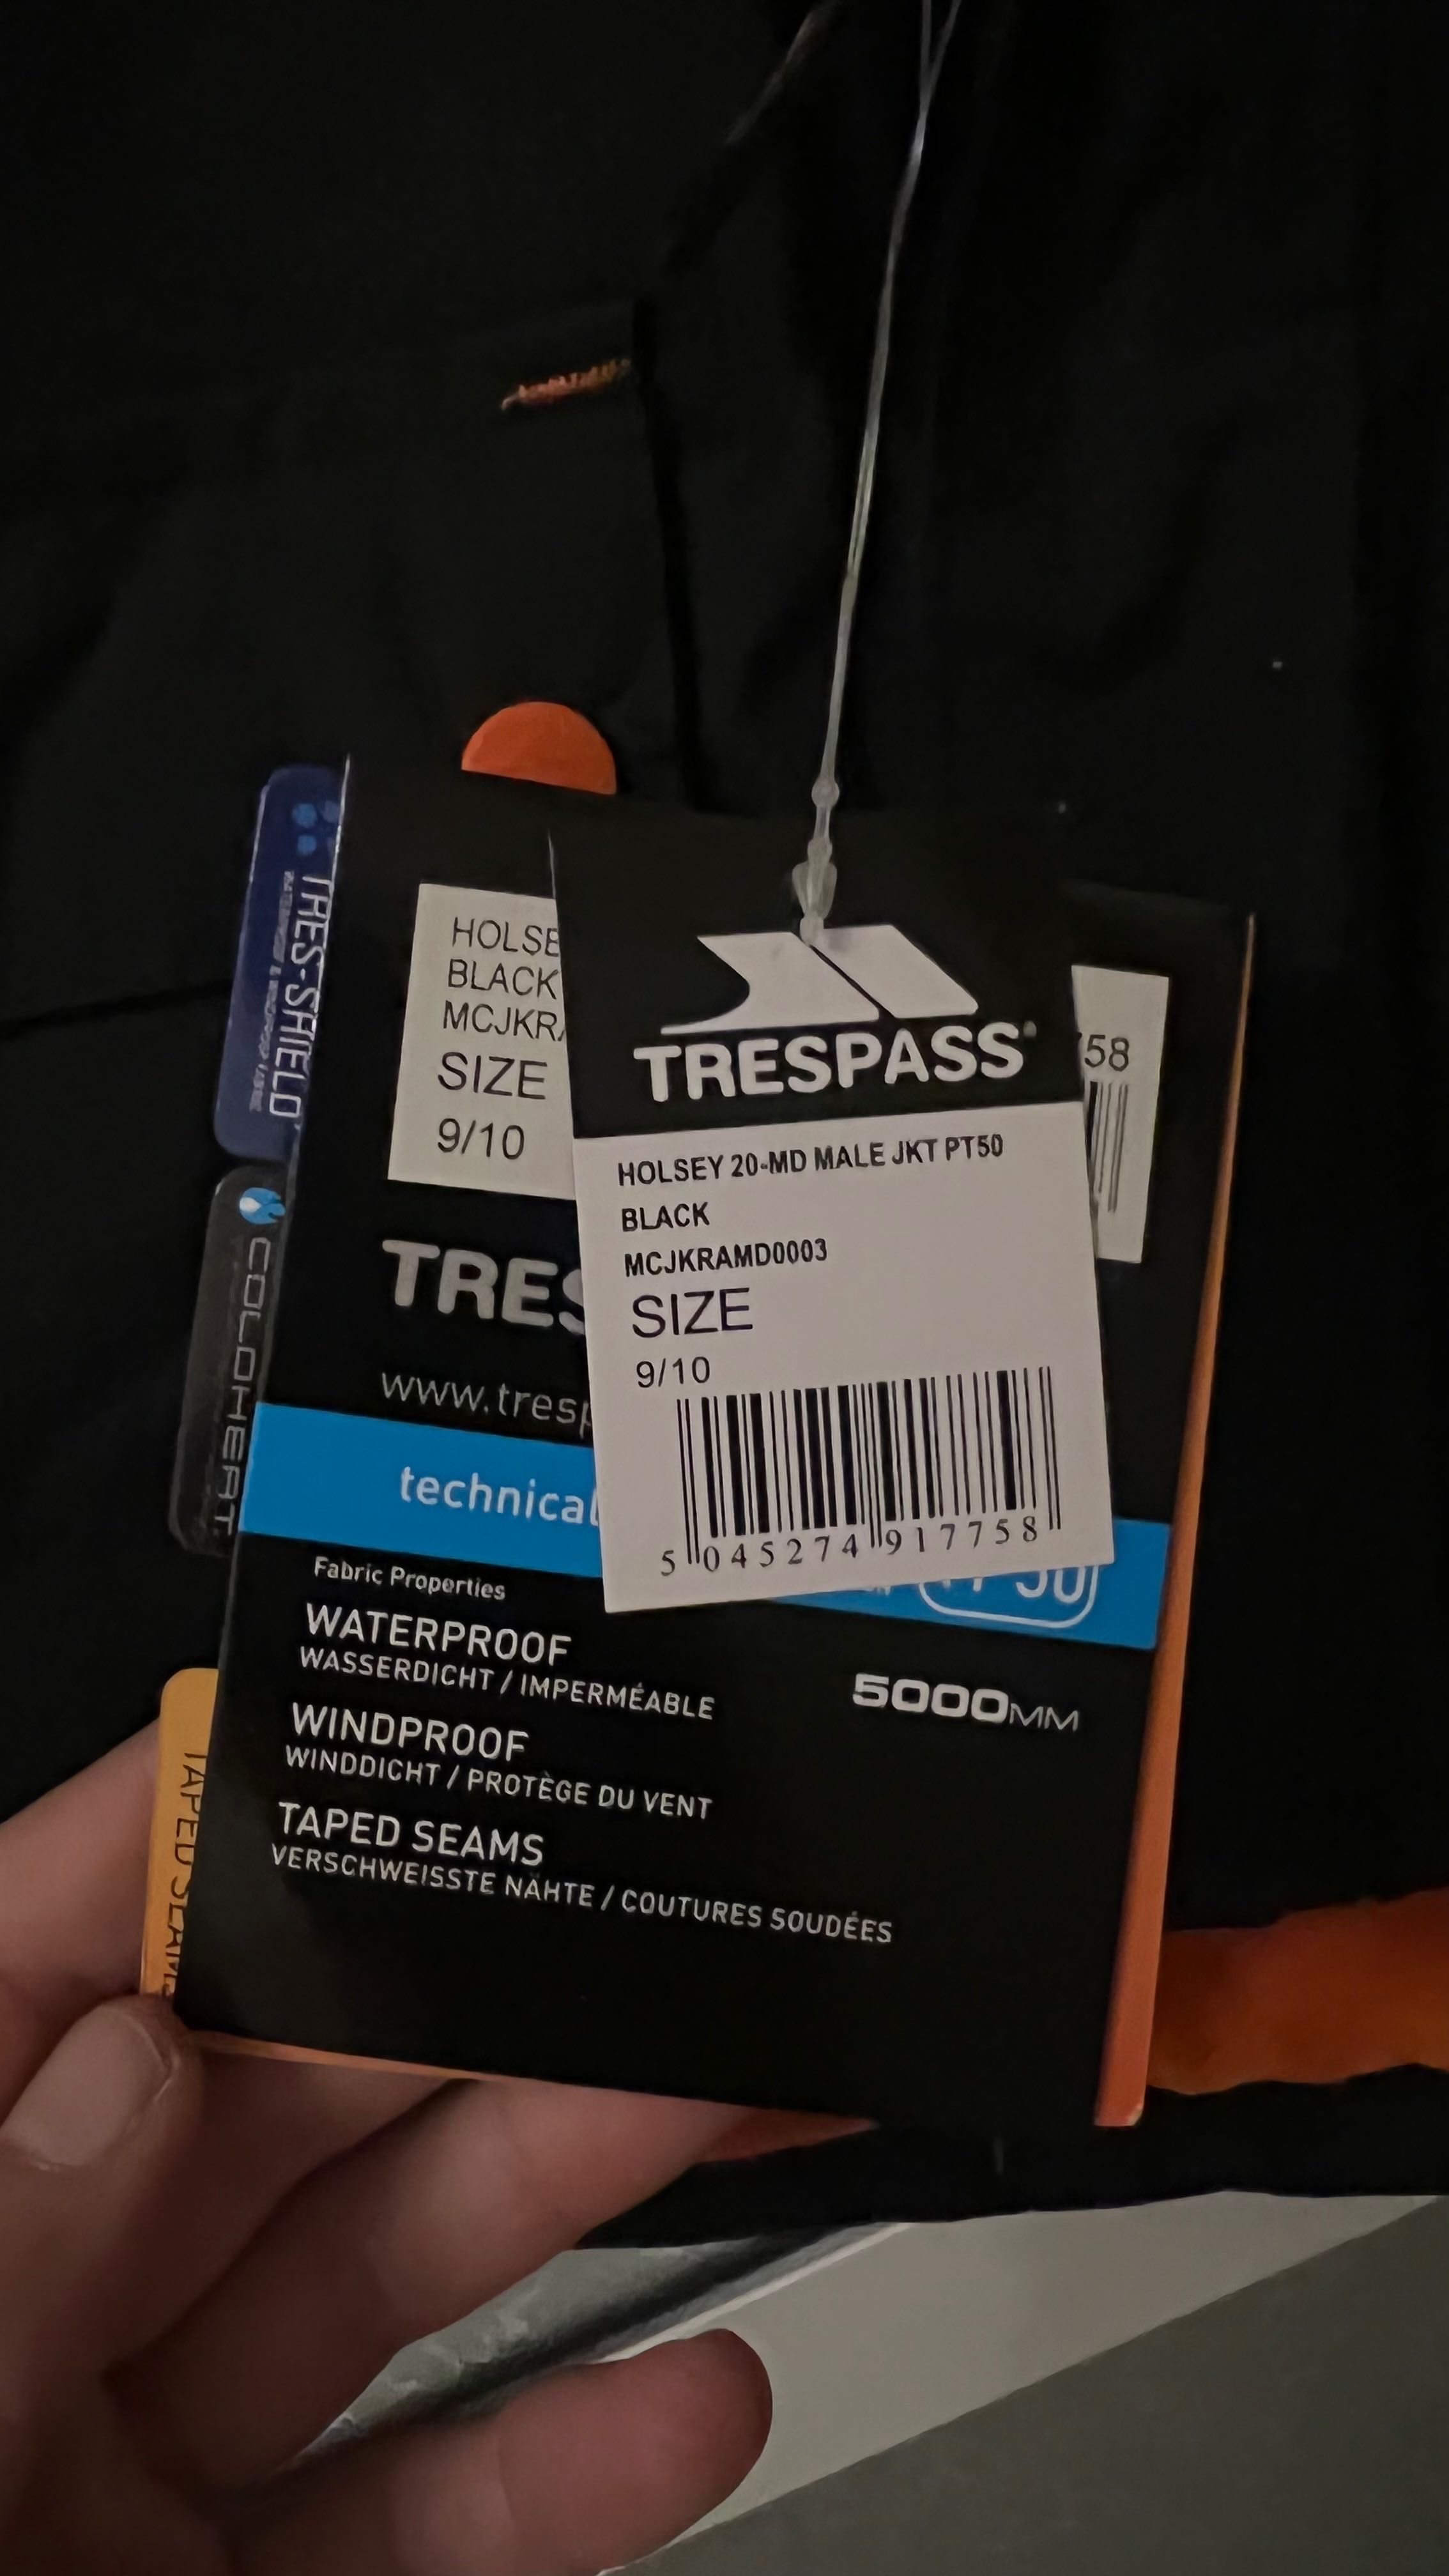 TRES-SHIELD
COLDHEAT
TAPED SEAMS
HOLSE
BLACK
MCJKRA
SIZE
9/10
58
TRES
www.tresp
technical
TRESPASS
HOLSEY 20-MD MALE JKT PT50
BLACK
MCJKRAMD0003
SIZE
9/10
5 045274 917758
Fabric Properties
WATERPROOF
WASSERDICHT / IMPERMÉABLE
5000MM
WINDPROOF
WINDDICHT / PROTÈGE DU VENT
TAPED SEAMS
VERSCHWEISSTE NÄHTE / COUTURES SOUDÉES